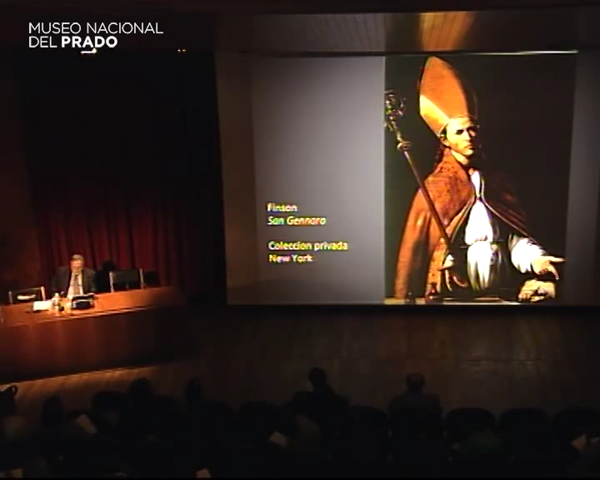 MUSEO NACIONAL
DEL PRADO
Finson
San Gennaro
Coleccion privada
New York